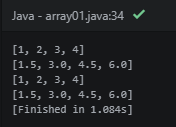 Java - array01.java:34
[1, 2, 3, 4]
[1.5, 3.0, 4.5, 6.0]
[1, 2, 3, 4]
[1.5, 3.0, 4.5, 6.0]
[Finished in 1.084s]